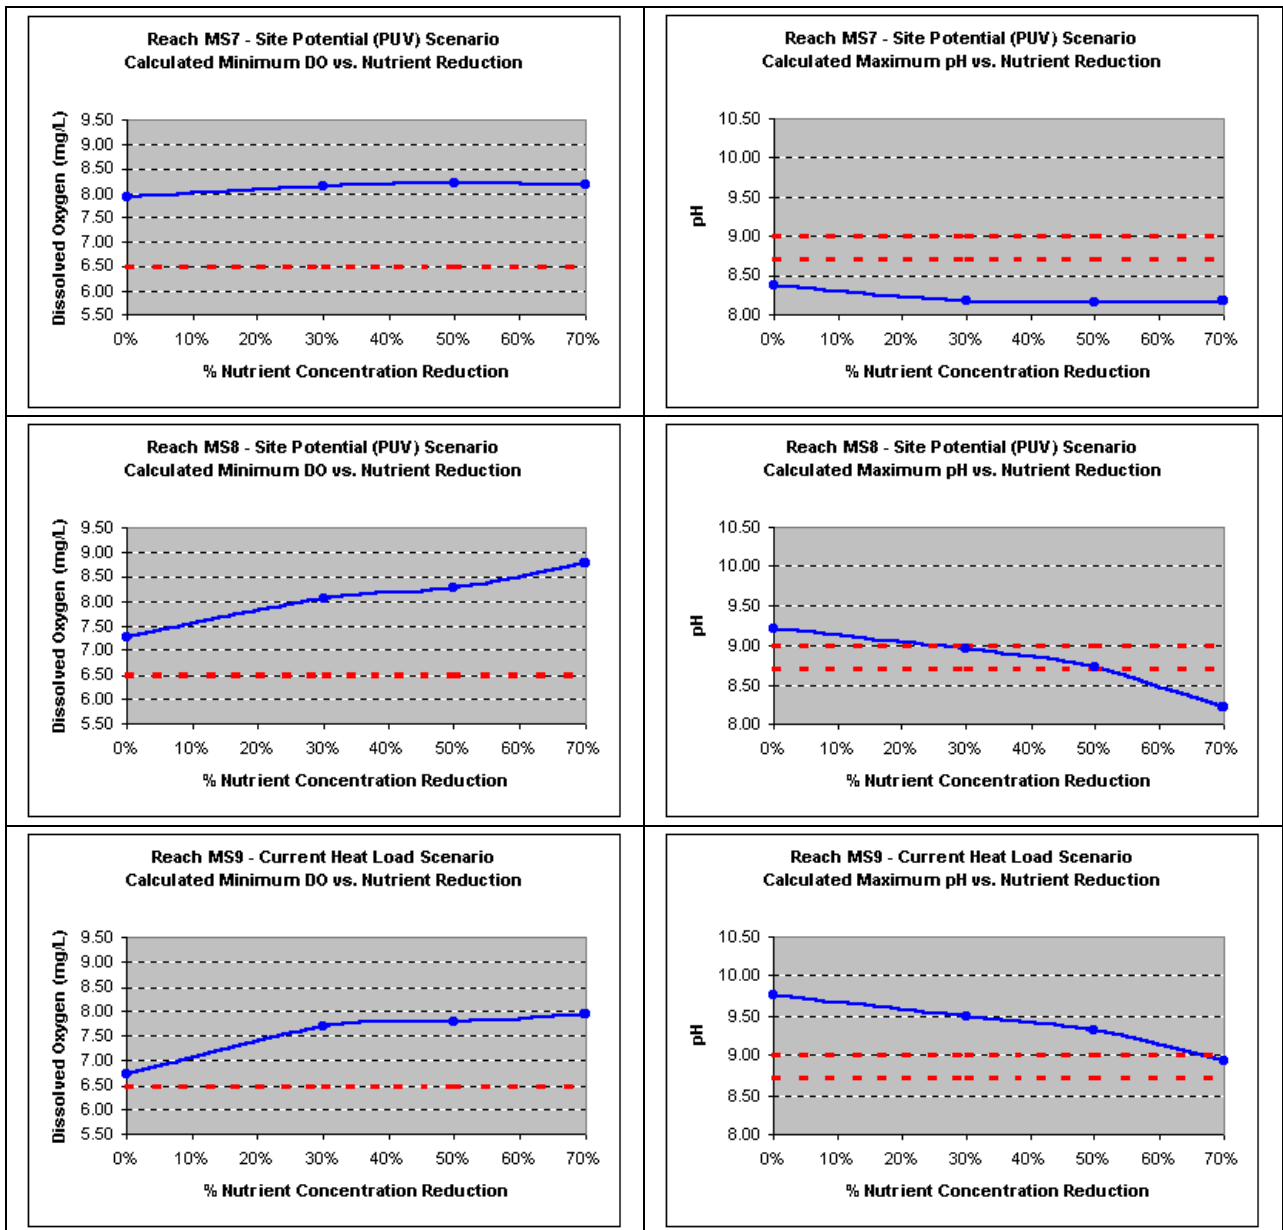 Reach MS7 - Site Potential (PUV) Scenario
Calculated Minimum DO vs. Nutrient Reduction
Dissolved Oxygen (mg/L)
9.50
9.00
8.50
8.00
7.50
7.00
6.50
6.00
5.50
0% 10% 20% 30% 40% 50% 60% 70%
% Nutrient Concentration Reduction
Reach MS7 - Site Potential (PUV) Scenario
Calculated Maximum pH vs. Nutrient Reduction
pH
10.50
10.00
9.50
9.00
8.50
8.00
0% 10% 20% 30% 40% 50% 60% 70%
% Nutrient Concentration Reduction
Reach MS8 - Site Potential (PUV) Scenario
Calculated Minimum DO vs. Nutrient Reduction
Dissolved Oxygen (mg/L)
9.50
9.00
8.50
8.00
7.50
7.00
6.50
6.00
5.50
0% 10% 20% 30% 40% 50% 60% 70%
% Nutrient Concentration Reduction
Reach MS8 - Site Potential (PUV) Scenario
Calculated Maximum pH vs. Nutrient Reduction
pH
10.50
10.00
9.50
9.00
8.50
8.00
0% 10% 20% 30% 40% 50% 60% 70%
% Nutrient Concentration Reduction
Reach MS9 - Current Heat Load Scenario
Calculated Minimum DO vs. Nutrient Reduction
Dissolved Oxygen (mg/L)
9.50
9.00
8.50
8.00
7.50
7.00
6.50
6.00
5.50
0% 10% 20% 30% 40% 50% 60% 70%
% Nutrient Concentration Reduction
Reach MS9 - Current Heat Load Scenario
Calculated Maximum pH vs. Nutrient Reduction
pH
10.50
10.00
9.50
9.00
8.50
8.00
0% 10% 20% 30% 40% 50% 60% 70%
% Nutrient Concentration Reduction